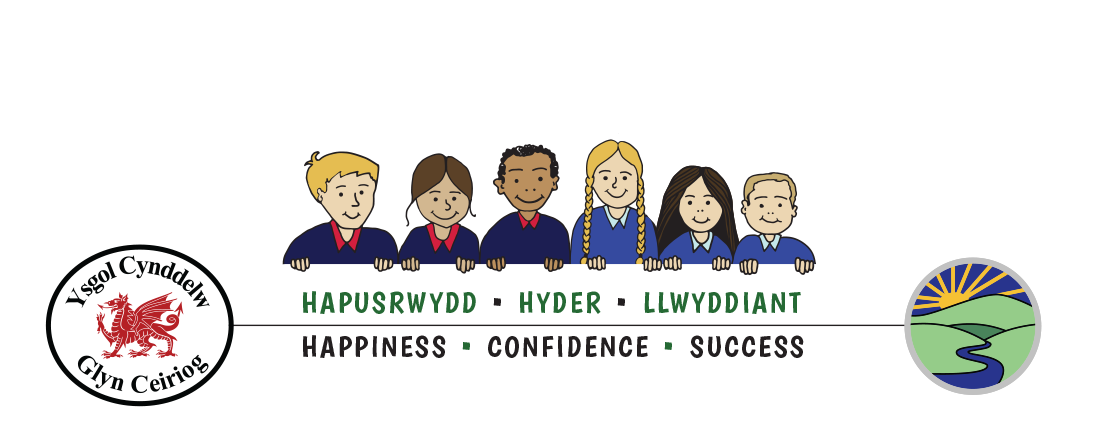 Ysgol Cynddelw
Glyn Ceiriog
HAPUSRWYDD ▪ HYDER ▪ LLWYDDIANT
HAPPINESS ▪ CONFIDENCE ▪ SUCCESS